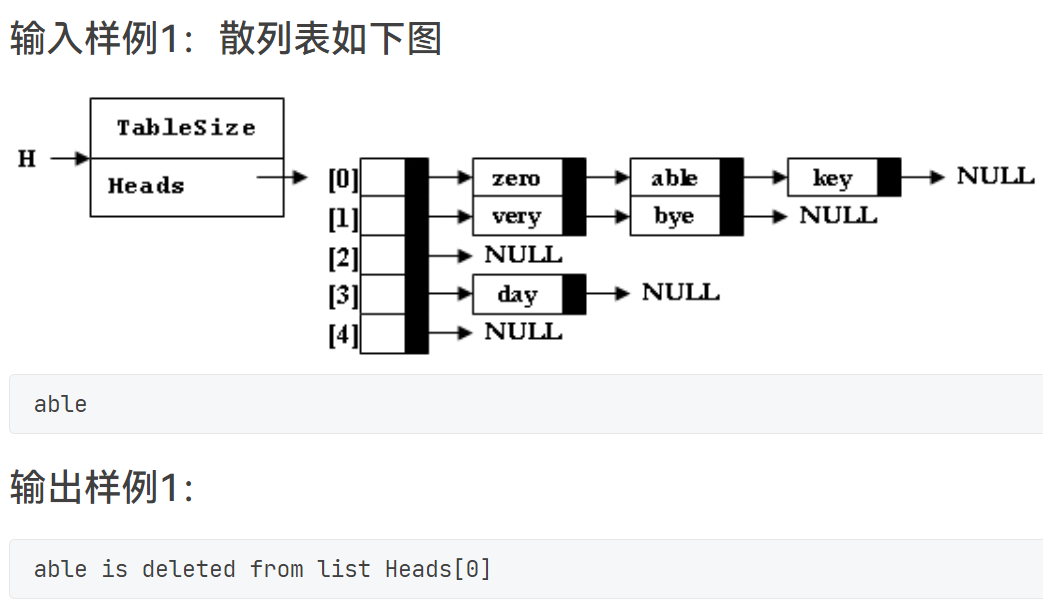 输入样例1：散列表如下图
TableSize
H
Heads
[0] zero able key NULL
[1] very bye NULL
[2] NULL
[3] day NULL
[4] NULL
able
输出样例1：
able is deleted from list Heads[0]